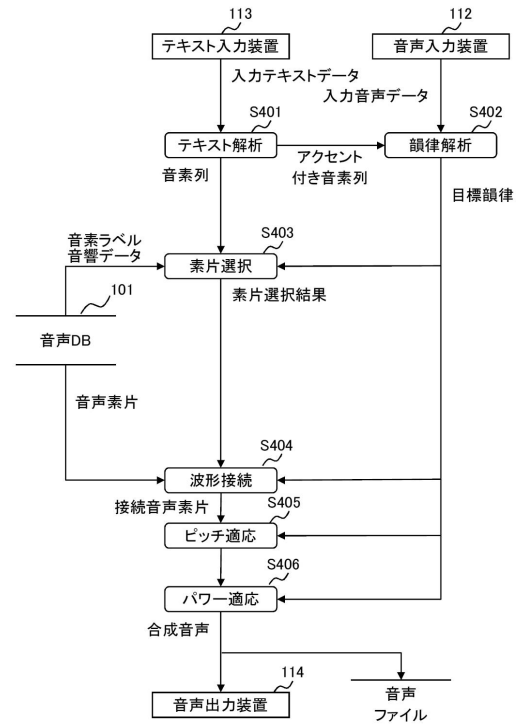 113
112
テキスト入力装置
音声入力装置
入力テキストデータ
入力音声データ
S401
S402
テキスト解析
韻律解析
アクセント
付き音素列
音素列
目標韻律
音素ラベル
音響データ
S403
素片選択
素片選択結果
101
音声DB
音声素片
S404
波形接続
接続音声素片
S405
ピッチ適応
S406
パワー適応
合成音声
114
音声出力装置
音声
ファイル